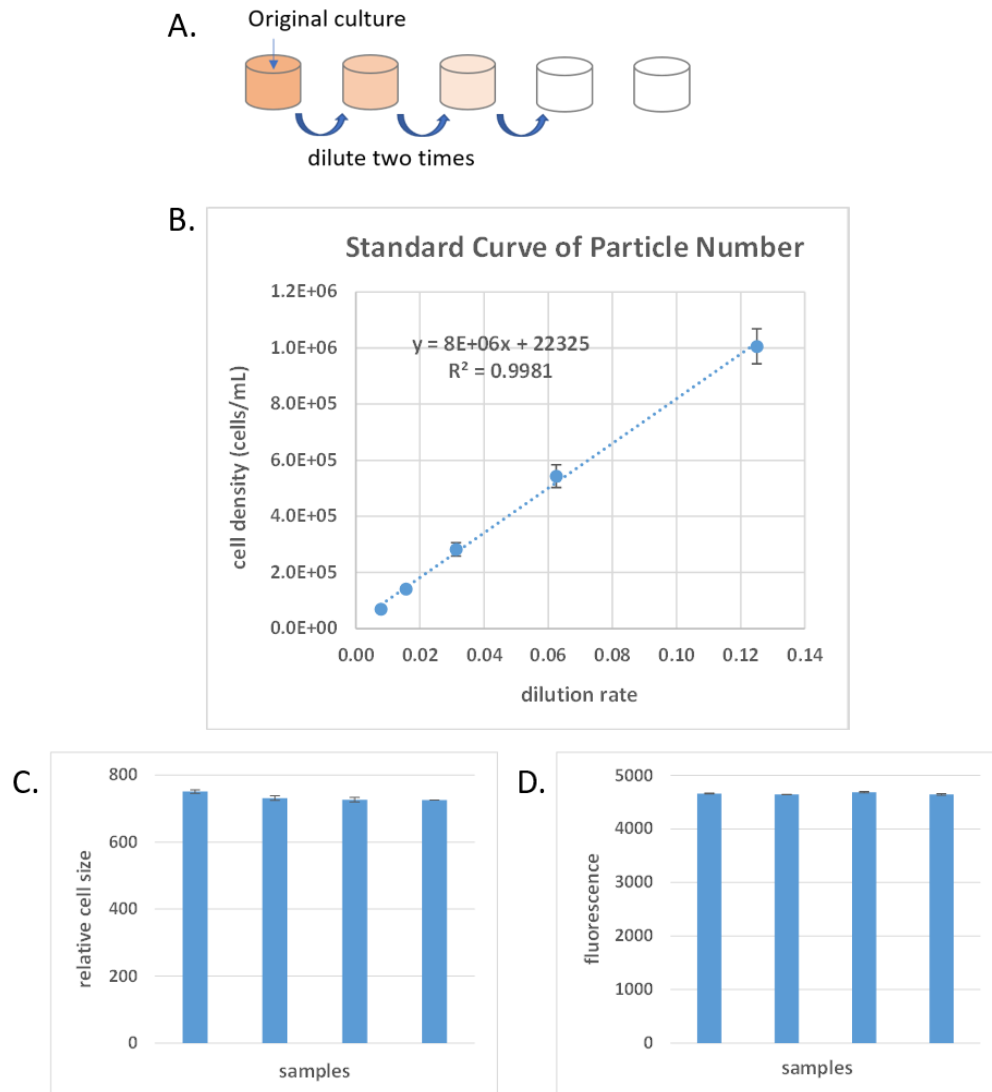 A.
Original culture
dilute two times
B.
Standard Curve of Particle Number
1.2E+06
y = 8E+06x + 22325
R² = 0.9981
1.0E+06
8.0E+05
6.0E+05
4.0E+05
2.0E+05
0.0E+00
cell density (cells/mL)
0.00 0.02 0.04 0.06 0.08 0.10 0.12 0.14
dilution rate
C.
800
600
400
200
0
relative cell size
samples
D.
5000
4000
3000
2000
1000
0
fluorescence
samples